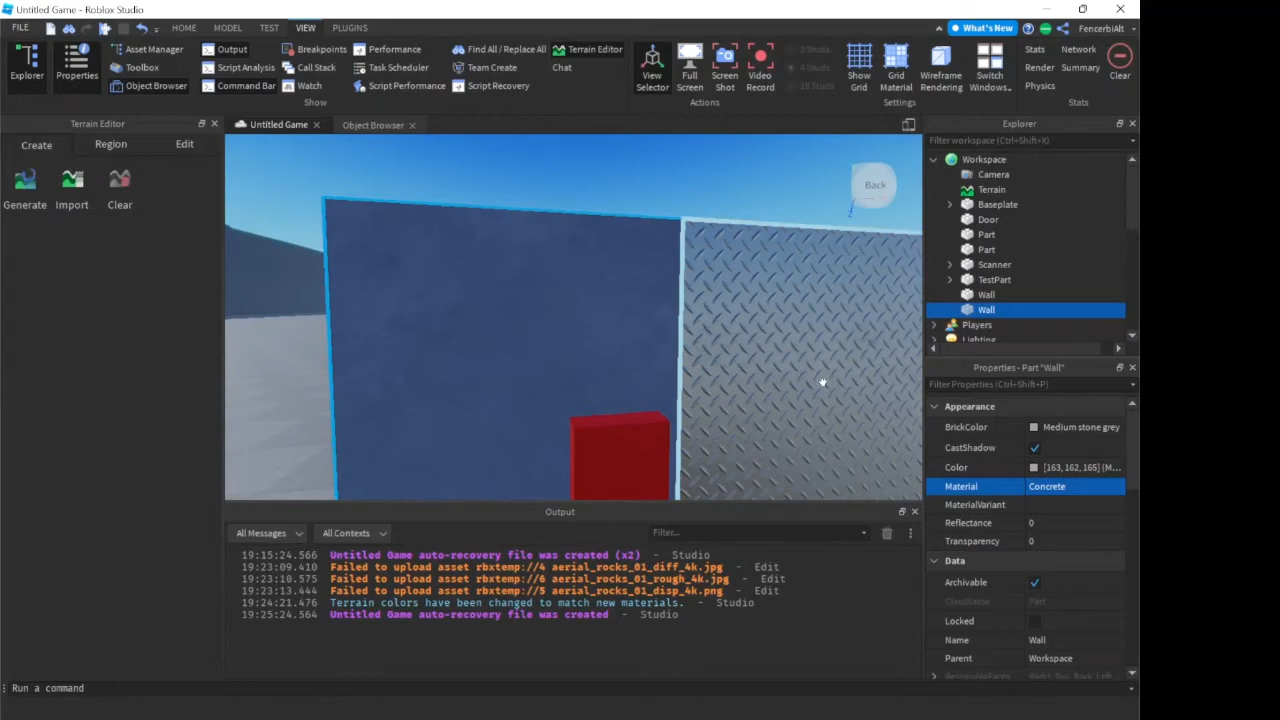 Untitled Game - Roblox Studio
FILE HOME MODEL TEST VIEW PLUGINS What's New FencerbiAlt
Explorer Properties Asset Manager Toolbox Object Browser Output Script Analysis Command Bar Breakpoints Call Stack Watch Performance Task Scheduler Script Performance Find All / Replace All Team Create Script Recovery Terrain Editor Chat
View Selector Full Screen Screen Shot Video Record 2 Studs 4 Studs 16 Studs Show Grid Grid Material Wireframe Rendering Switch Windows Stats Network Render Summary Physics Clear
Show Actions Settings Stats
Terrain Editor Untitled Game Object Browser Explorer
Create Region Edit
Filter workspace (Ctrl+Shift+X)
Generate Import Clear
Back
Workspace
Camera
Terrain
Baseplate
Door
Part
Part
Scanner
TestPart
Wall
Wall
Players
Lighting
Properties - Part "Wall"
Filter Properties (Ctrl+Shift+P)
Appearance
BrickColor Medium stone grey
CastShadow
Color [163, 162, 165] (M...
Material Concrete
MaterialVariant
Reflectance 0
Transparency 0
Data
Archivable
ClassName Part
Locked
Name Wall
Parent Workspace
Output
All Messages All Contexts Filter...
19:15:24.566 Untitled Game auto-recovery file was created (x2) - Studio
19:23:09.410 Failed to upload asset rbxtemp://4 aerial_rocks_01_diff_4k.jpg - Edit
19:23:10.575 Failed to upload asset rbxtemp://6 aerial_rocks_01_rough_4k.jpg - Edit
19:23:13.444 Failed to upload asset rbxtemp://5 aerial_rocks_01_disp_4k.png - Edit
19:24:21.476 Terrain colors have been changed to match new materials. - Studio
19:25:24.564 Untitled Game auto-recovery file was created - Studio
Run a command